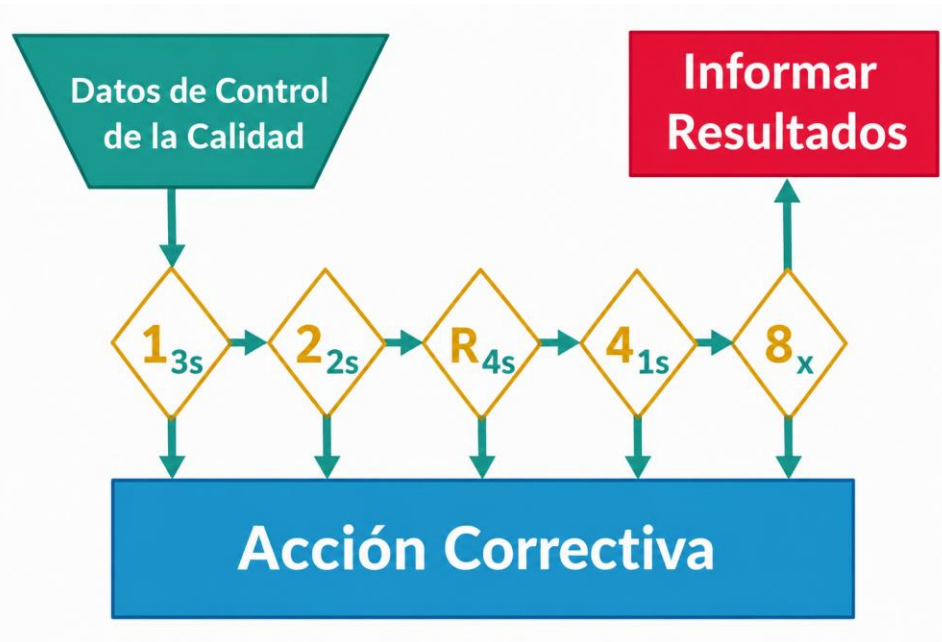 Datos de Control
de la Calidad
Informar
Resultados
13s
22s
R4s
41s
8x
Acción Correctiva